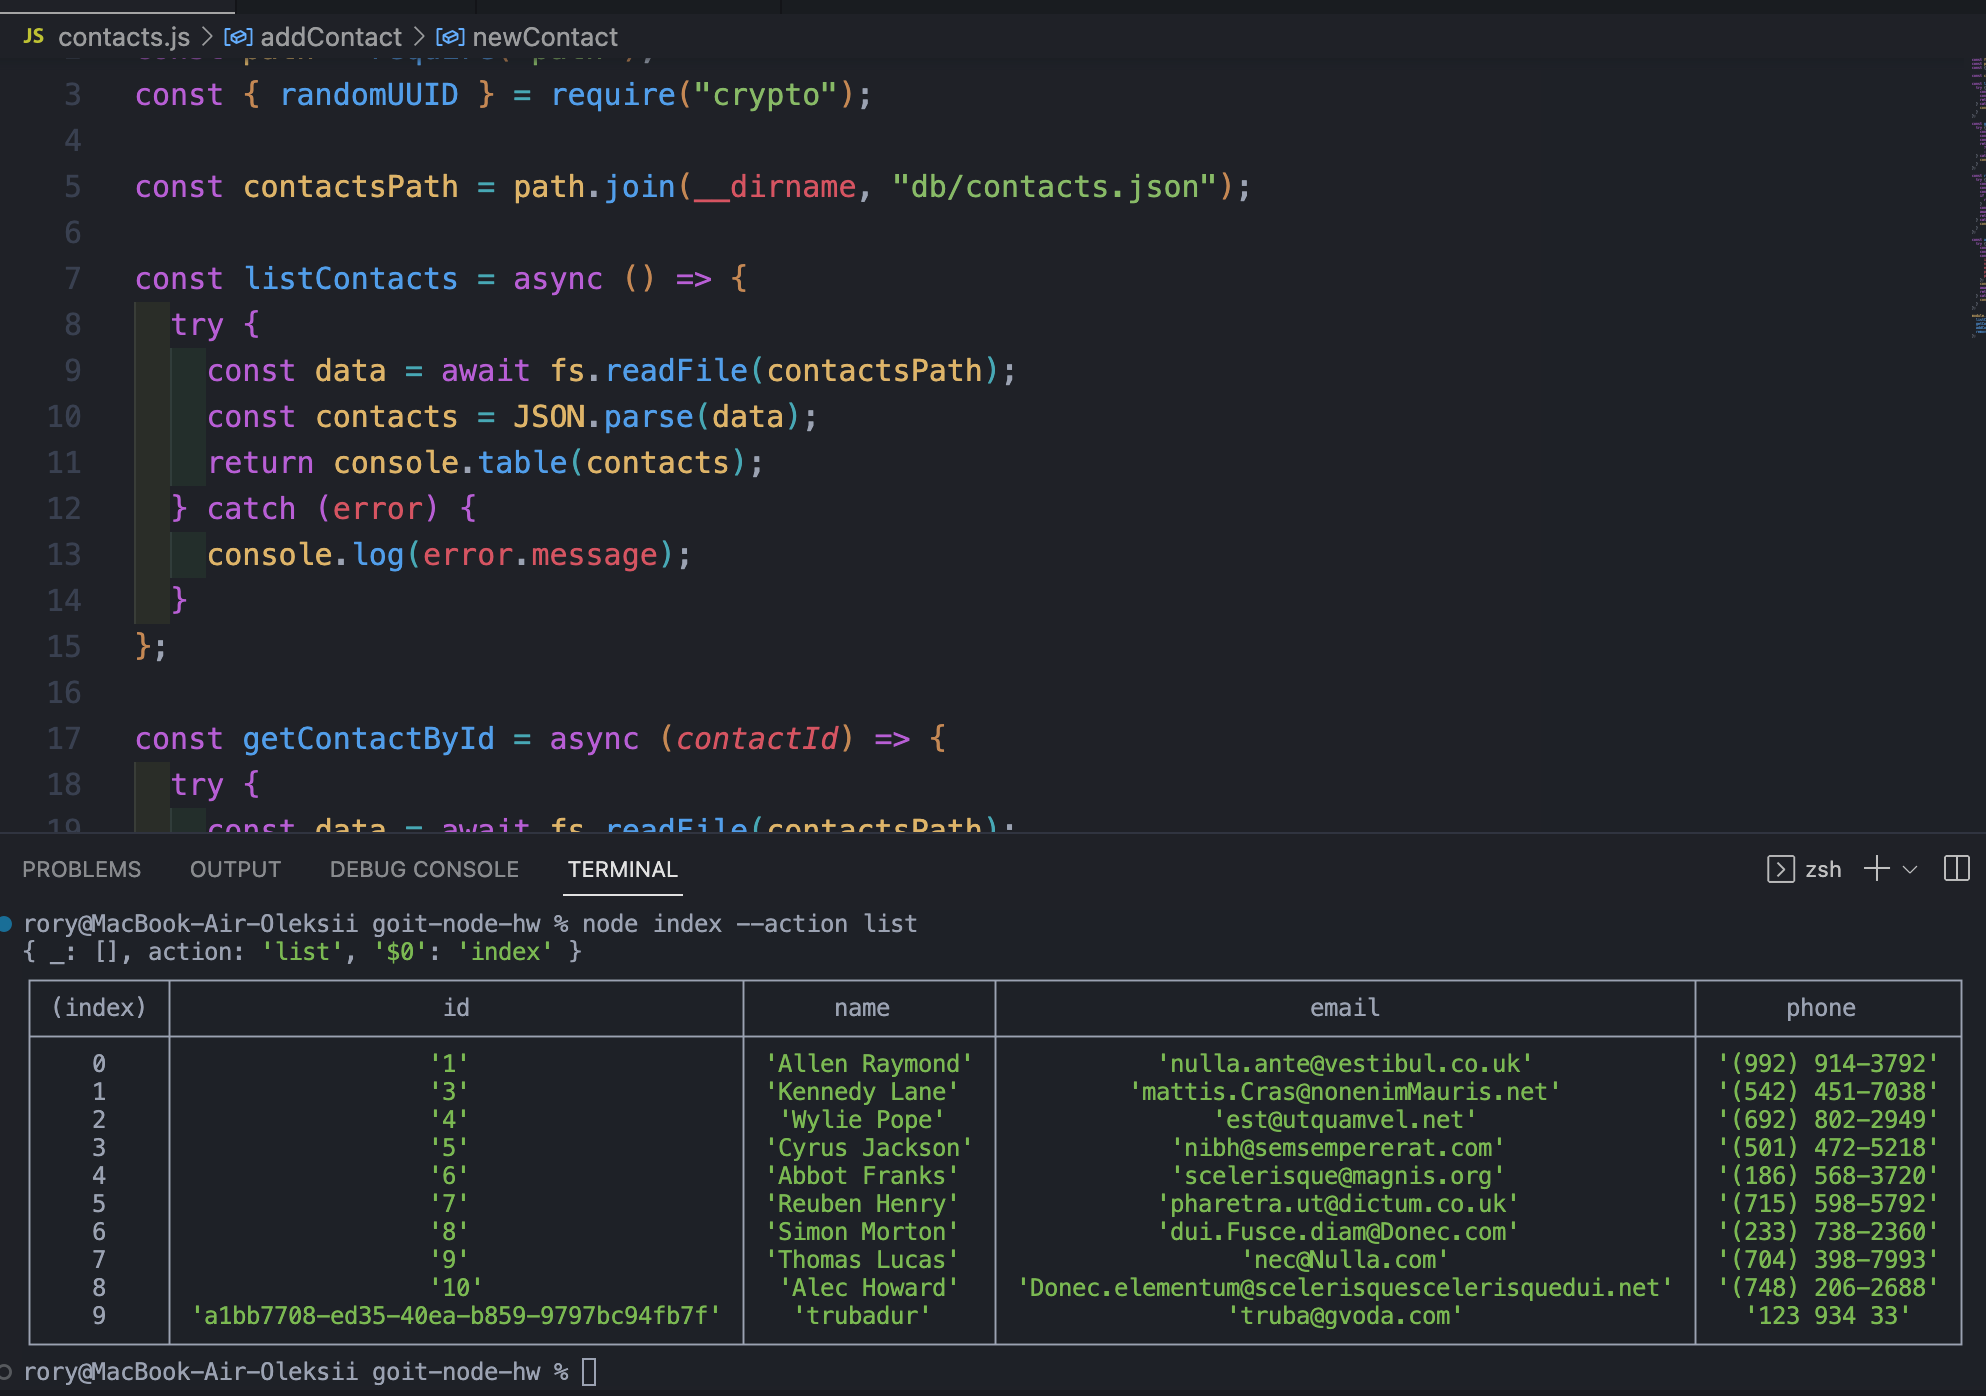 JS contacts.js > addContact > newContact
3 const { randomUUID } = require("crypto");
4
5 const contactsPath = path.join(__dirname, "db/contacts.json");
6
7 const listContacts = async () => {
8 try {
9 const data = await fs.readFile(contactsPath);
10 const contacts = JSON.parse(data);
11 return console.table(contacts);
12 } catch (error) {
13 console.log(error.message);
14 }
15 };
16
17 const getContactById = async (contactId) => {
18 try {
19 const data = await fs.readFile(contactsPath);
PROBLEMS OUTPUT DEBUG CONSOLE TERMINAL zsh
rory@MacBook-Air-Oleksii goit-node-hw % node index --action list
{ _: [], action: 'list', '$0': 'index' }
(index) id name email phone
0 '1' 'Allen Raymond' 'nulla.ante@vestibul.co.uk' '(992) 914-3792'
1 '3' 'Kennedy Lane' 'mattis.Cras@nonenimMauris.net' '(542) 451-7038'
2 '4' 'Wylie Pope' 'est@utquamvel.net' '(692) 802-2949'
3 '5' 'Cyrus Jackson' 'nibh@semsempererat.com' '(501) 472-5218'
4 '6' 'Abbot Franks' 'scelerisque@magnis.org' '(186) 568-3720'
5 '7' 'Reuben Henry' 'pharetra.ut@dictum.co.uk' '(715) 598-5792'
6 '8' 'Simon Morton' 'dui.Fusce.diam@Donec.com' '(233) 738-2360'
7 '9' 'Thomas Lucas' 'nec@Nulla.com' '(704) 398-7993'
8 '10' 'Alec Howard' 'Donec.elementum@scelerisquescelerisquedui.net' '(748) 206-2688'
9 'a1bb7708-ed35-40ea-b859-9797bc94fb7f' 'trubadur' 'truba@gvoda.com' '123 934 33'
rory@MacBook-Air-Oleksii goit-node-hw %